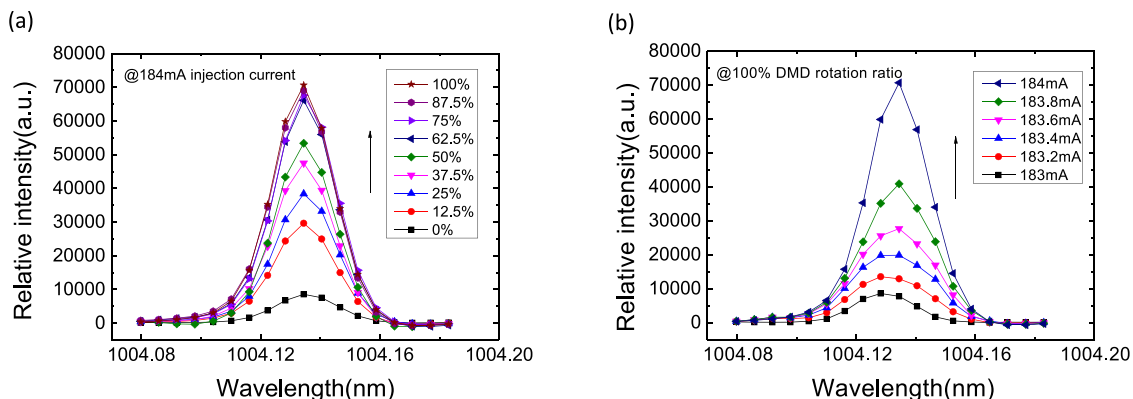 (a)
@184mA injection current
Relative intensity(a.u.)
80000
70000
60000
50000
40000
30000
20000
10000
0
100%
87.5%
75%
62.5%
50%
37.5%
25%
12.5%
0%
1004.08
1004.12
1004.16
1004.20
Wavelength(nm)
(b)
@100% DMD rotation ratio
Relative intensity(a.u.)
80000
70000
60000
50000
40000
30000
20000
10000
0
184mA
183.8mA
183.6mA
183.4mA
183.2mA
183mA
1004.08
1004.12
1004.16
1004.20
Wavelength(nm)